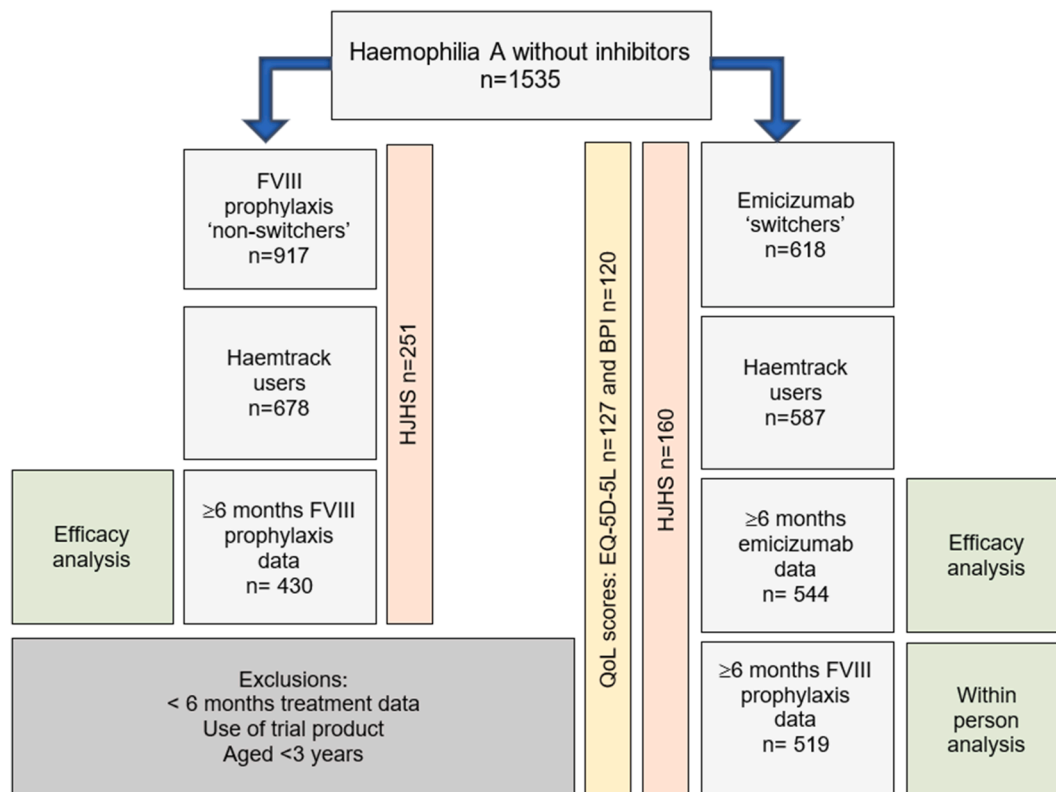 Haemophilia A without inhibitors
n=1535
FVIII
prophylaxis
‘non-switchers’
n=917
Haemtrack
users
n=678
≥6 months FVIII
prophylaxis
data
n= 430
Efficacy
analysis
HJHS n=251
Exclusions:
< 6 months treatment data
Use of trial product
Aged <3 years
QoL scores: EQ-5D-5L n=127 and BPI n=120
HJHS n=160
Emicizumab
‘switchers’
n=618
Haemtrack
users
n=587
≥6 months
emicizumab
data
n= 544
Efficacy
analysis
≥6 months FVIII
prophylaxis
data
n= 519
Within
person
analysis